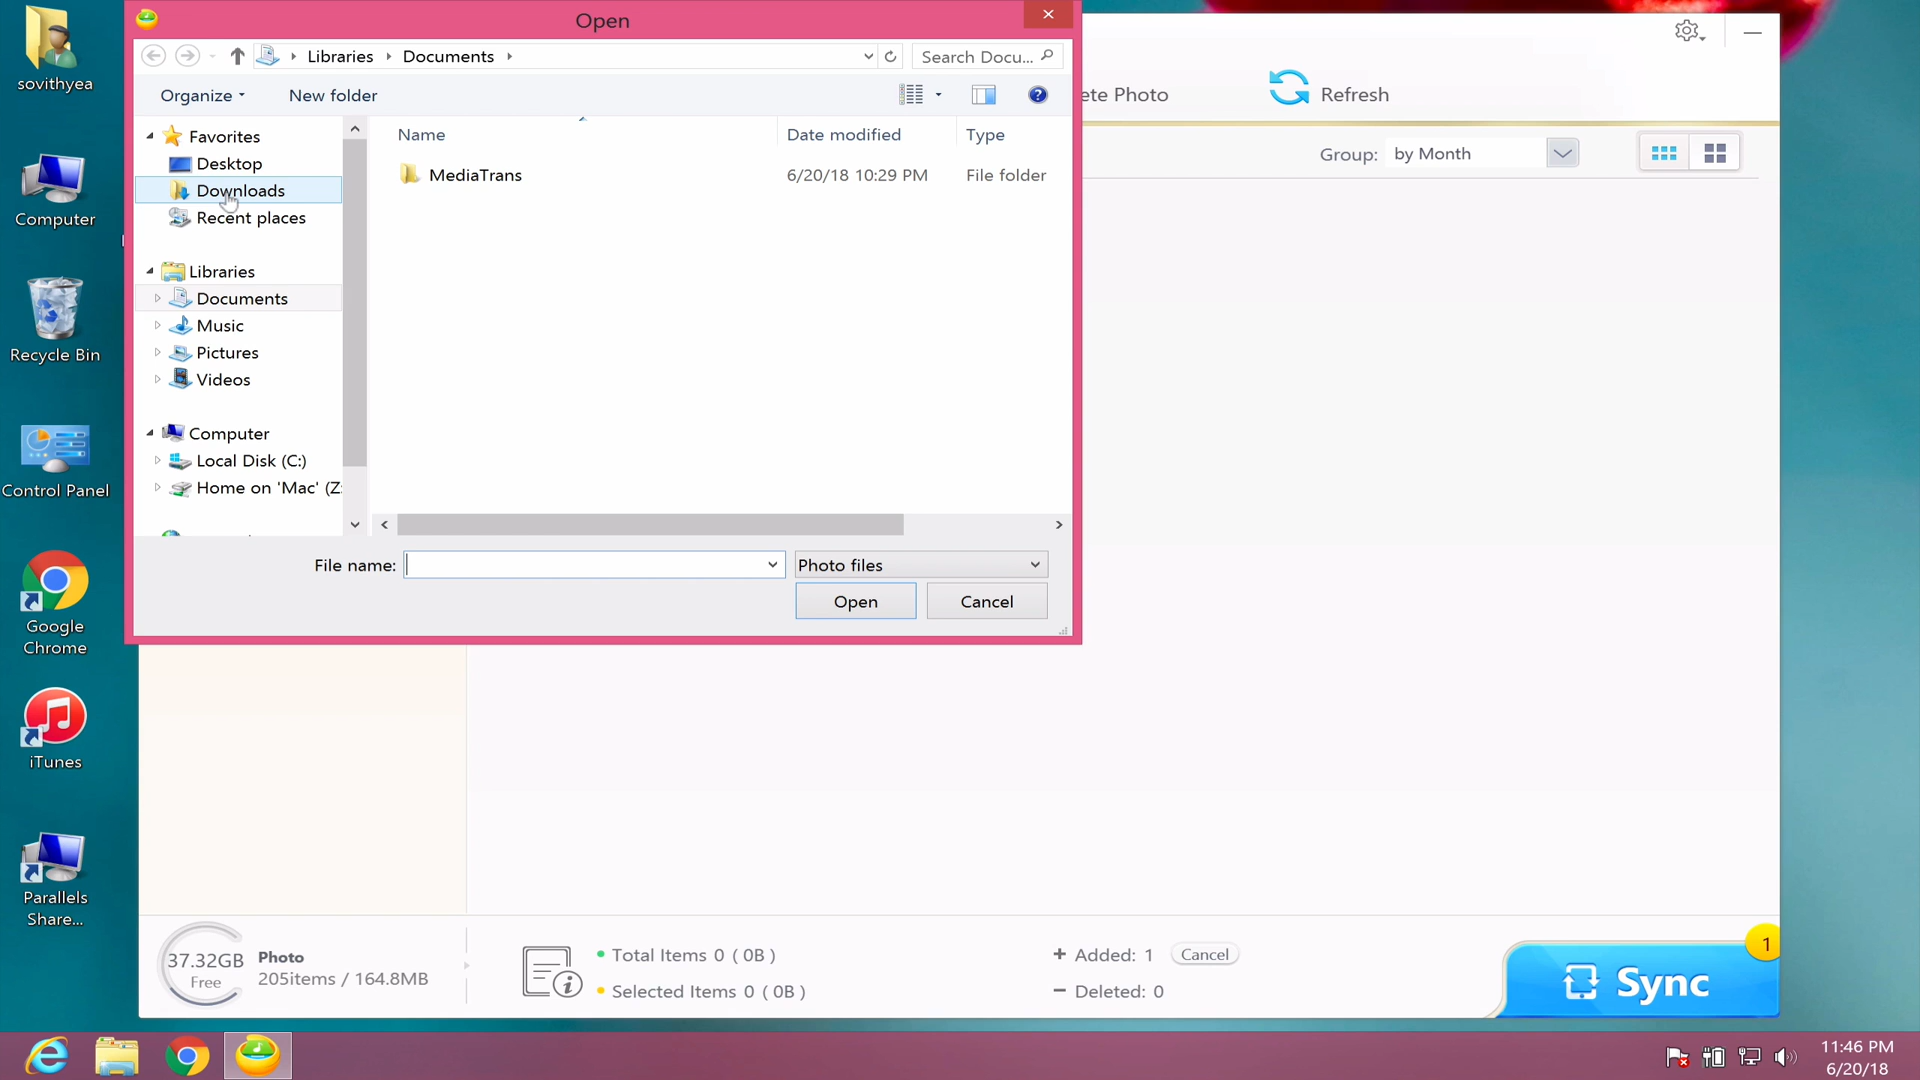 sovithyea
Computer
Recycle Bin
Control Panel
Google
Chrome
iTunes
Parallels
Share...
Open
Libraries
Documents
Search Docu...
Organize
New folder
Favorites
Desktop
Downloads
Recent places
Libraries
Documents
Music
Pictures
Videos
Computer
Local Disk (C:)
Home on 'Mac' (Z:
Name
Date modified
Type
MediaTrans
6/20/18 10:29 PM
File folder
File name:
Photo files
Open
Cancel
ete Photo
Refresh
Group:
by Month
37.32GB
Free
Photo
205items / 164.8MB
Total Items 0 ( 0B )
Selected Items 0 ( 0B )
+ Added: 1
Cancel
− Deleted: 0
1
Sync
11:46 PM
6/20/18